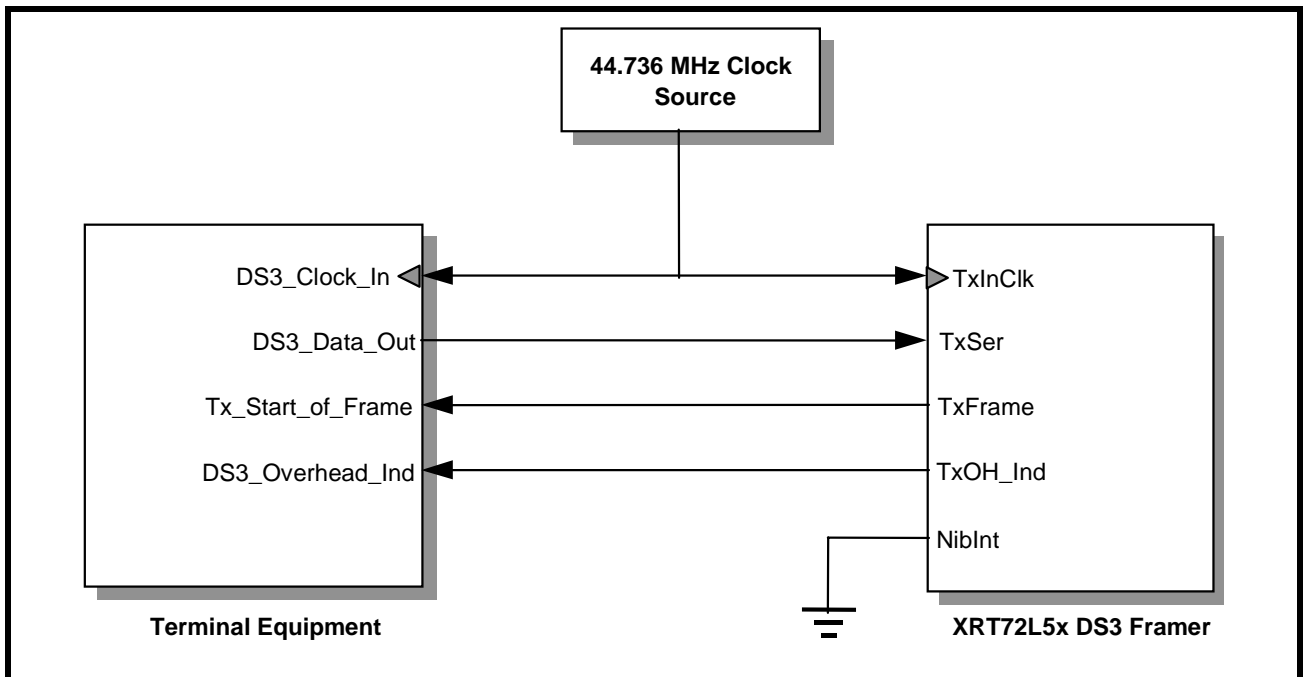 44.736 MHz Clock
Source
DS3_Clock_In
TxInClk
DS3_Data_Out
TxSer
Tx_Start_of_Frame
TxFrame
DS3_Overhead_Ind
TxOH_Ind
NibInt
Terminal Equipment
XRT72L5x DS3 Framer